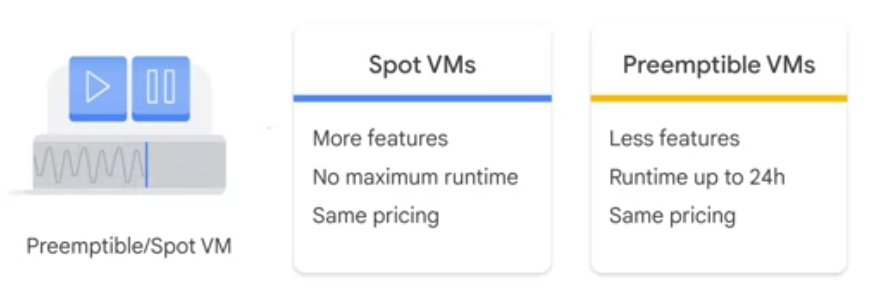 Preemptible/Spot VM
Spot VMs
More features
No maximum runtime
Same pricing
Preemptible VMs
Less features
Runtime up to 24h
Same pricing